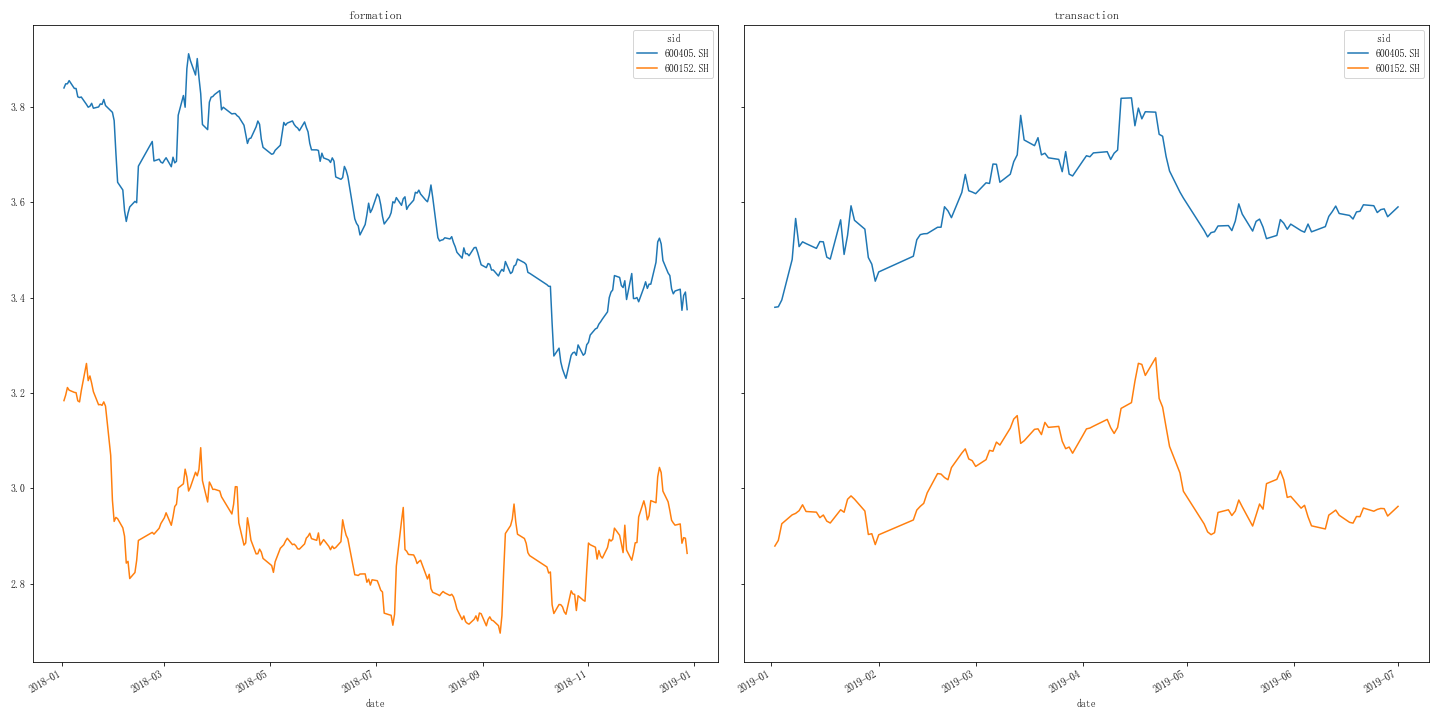 formation
transaction
sid
600405.SH
600152.SH
sid
600405.SH
600152.SH
3.8
3.6
3.4
3.2
3.0
2.8
2018-01
2018-03
2018-05
2018-07
2018-09
2018-11
2019-01
date
2019-01
2019-02
2019-03
2019-04
2019-05
2019-06
2019-07
date